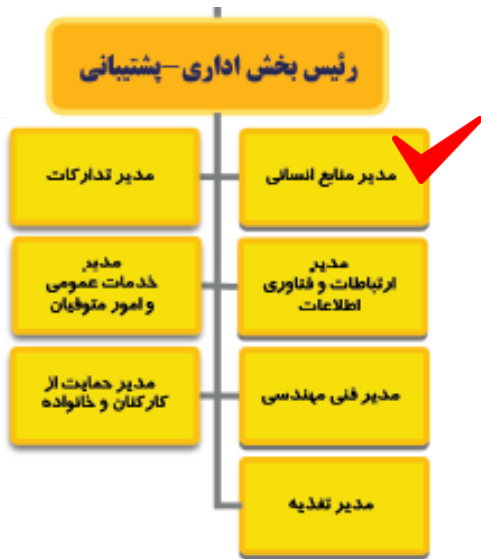 رئیس بخش اداری-پشتیبانی
مدیر منابع انسانی
مدیر تدارکات
مدیر
ارتباطات و فناوری
اطلاعات
مدیر
خدمات عمومی
و امور متوفیان
مدیر فنی مهندسی
مدیر حمایت از
کارکنان و خانواده
مدیر تغذیه